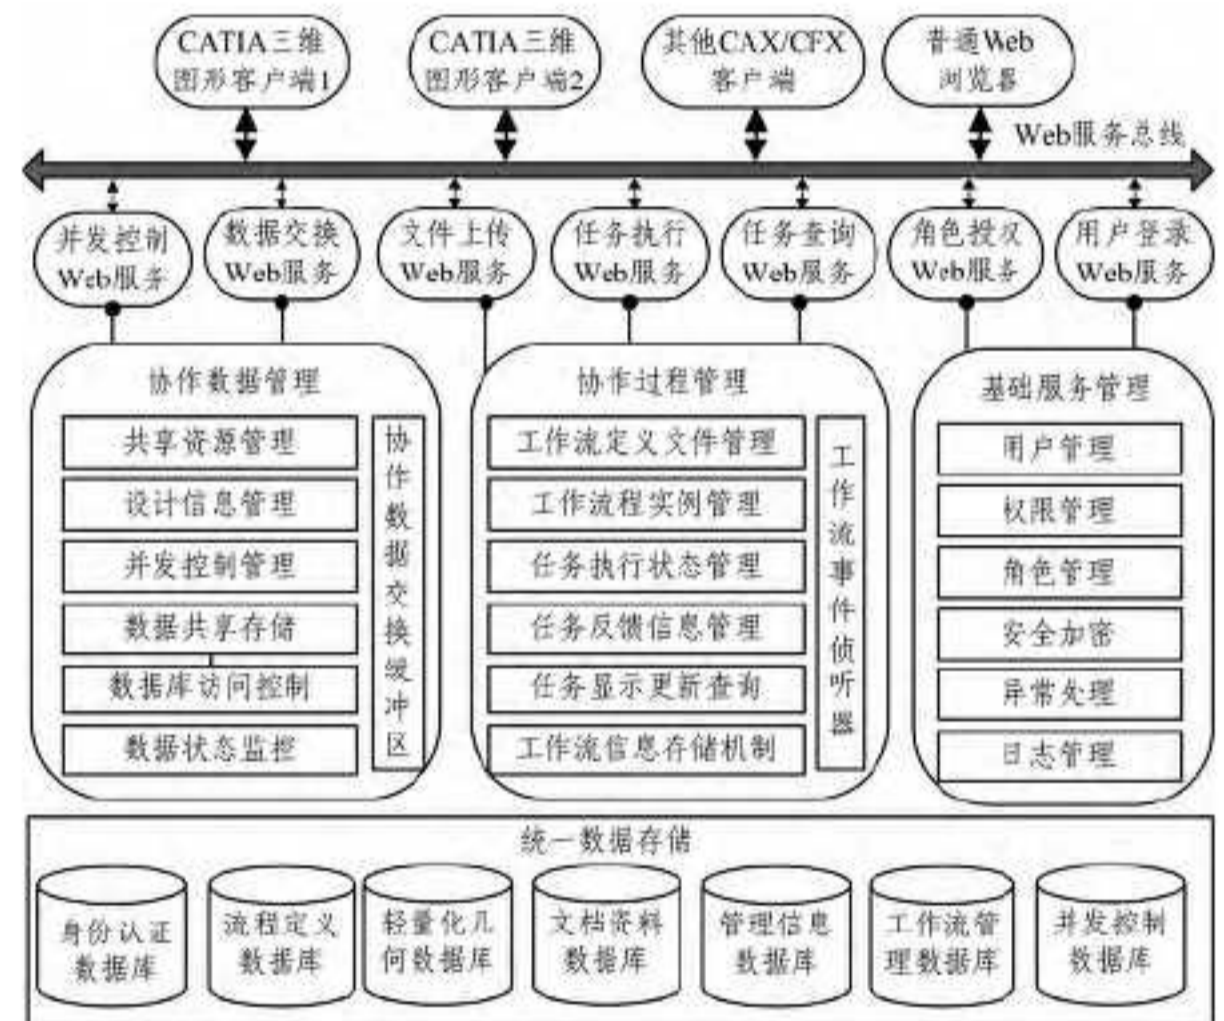 CATIA三维
图形客户端1
CATIA三维
图形客户端2
其他CAX/CFX
客户端
普通Web
浏览器
Web服务总线
并发控制
Web服务
数据交换
Web服务
文件上传
Web服务
任务执行
Web服务
任务查询
Web服务
角色授权
Web服务
用户登录
Web服务
协作数据管理
共享资源管理
设计信息管理
并发控制管理
数据共享存储
数据库访问控制
数据状态监控
协作数据交换缓冲区
协作过程管理
工作流定义文件管理
工作流程实例管理
任务执行状态管理
任务反馈信息管理
任务显示更新查询
工作流信息存储机制
工作流事件侦听器
基础服务管理
用户管理
权限管理
角色管理
安全加密
异常处理
日志管理
统一数据存储
身份认证
数据库
流程定义
数据库
轻量化几
何数据库
文档资料
数据库
管理信息
数据库
工作流管
理数据库
并发控制
数据库